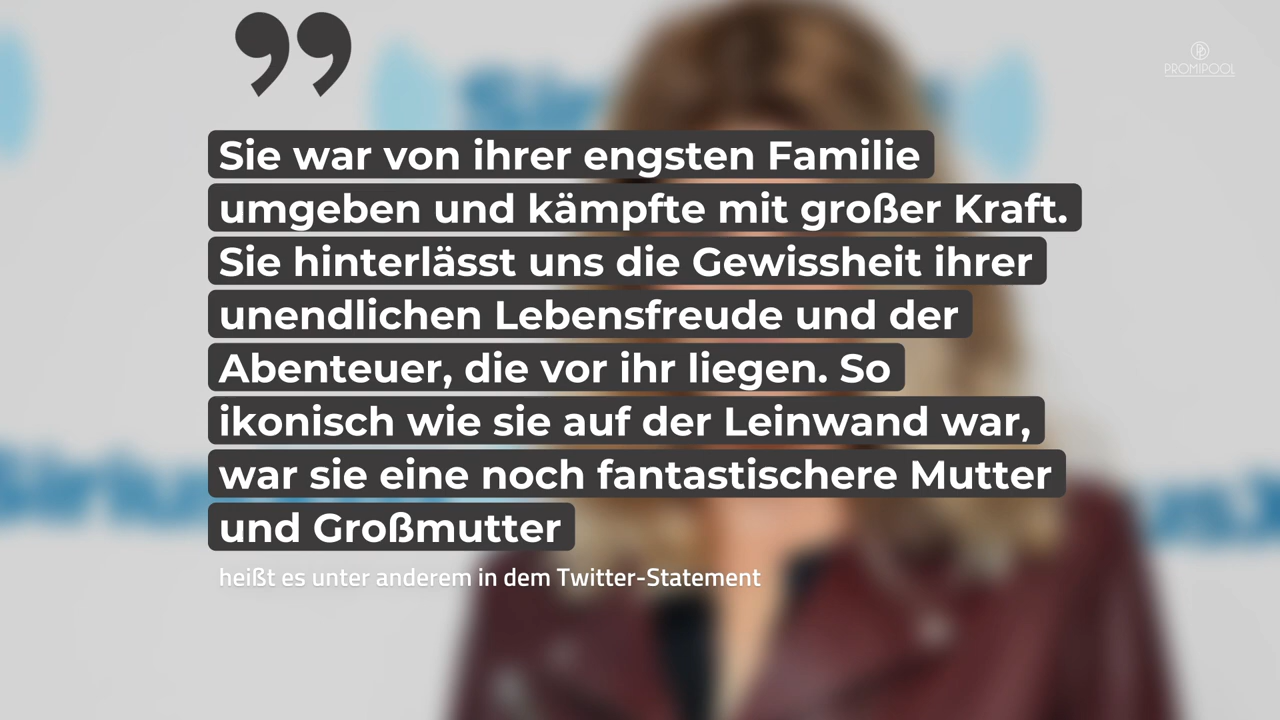 ”
PROMIPOOL
Sie war von ihrer engsten Familie
umgeben und kämpfte mit großer Kraft.
Sie hinterlässt uns die Gewissheit ihrer
unendlichen Lebensfreude und der
Abenteuer, die vor ihr liegen. So
ikonisch wie sie auf der Leinwand war,
war sie eine noch fantastischere Mutter
und Großmutter
heißt es unter anderem in dem Twitter-Statement